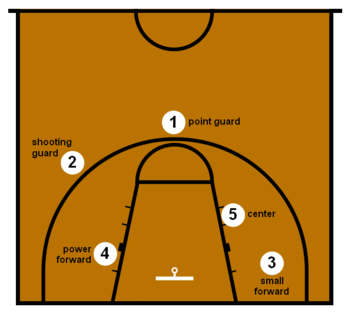 1 point guard
shooting
guard
2
5 center
power
forward
4
3
small
forward